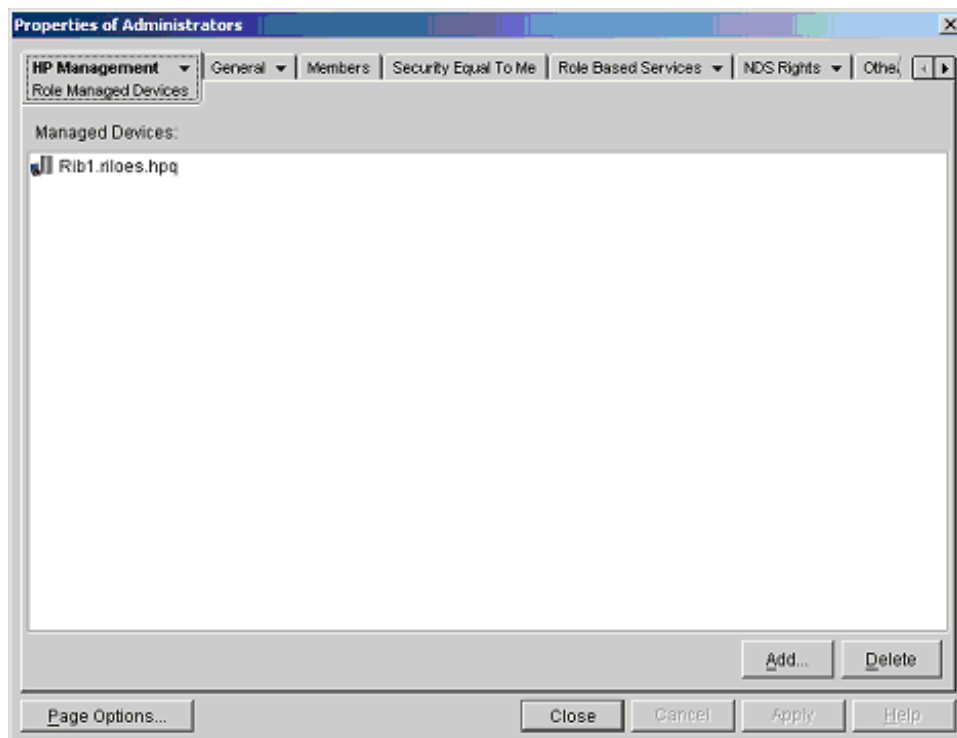 Properties of Administrators
HP Management General Members Security Equal To Me Role Based Services NDS Rights Other
Role Managed Devices
Managed Devices:
Rib1.riloes.hpq
Add... Delete
Page Options... Close Cancel Apply Help